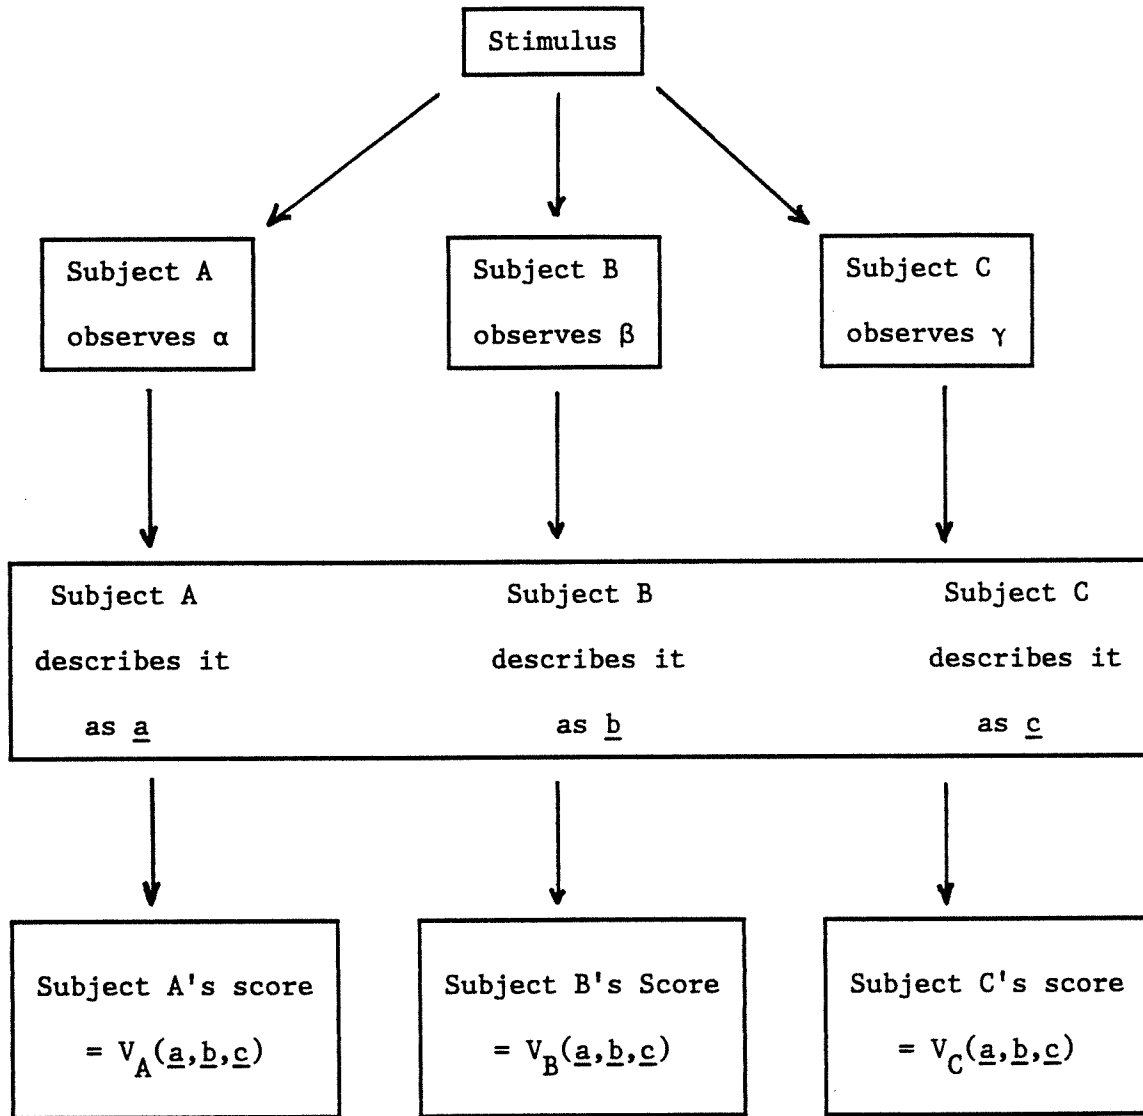 Stimulus
Subject A
observes α
Subject B
observes β
Subject C
observes γ
Subject A
describes it
as a
Subject B
describes it
as b
Subject C
describes it
as c
Subject A's score
= V_A(a,b,c)
Subject B's Score
= V_B(a,b,c)
Subject C's score
= V_C(a,b,c)